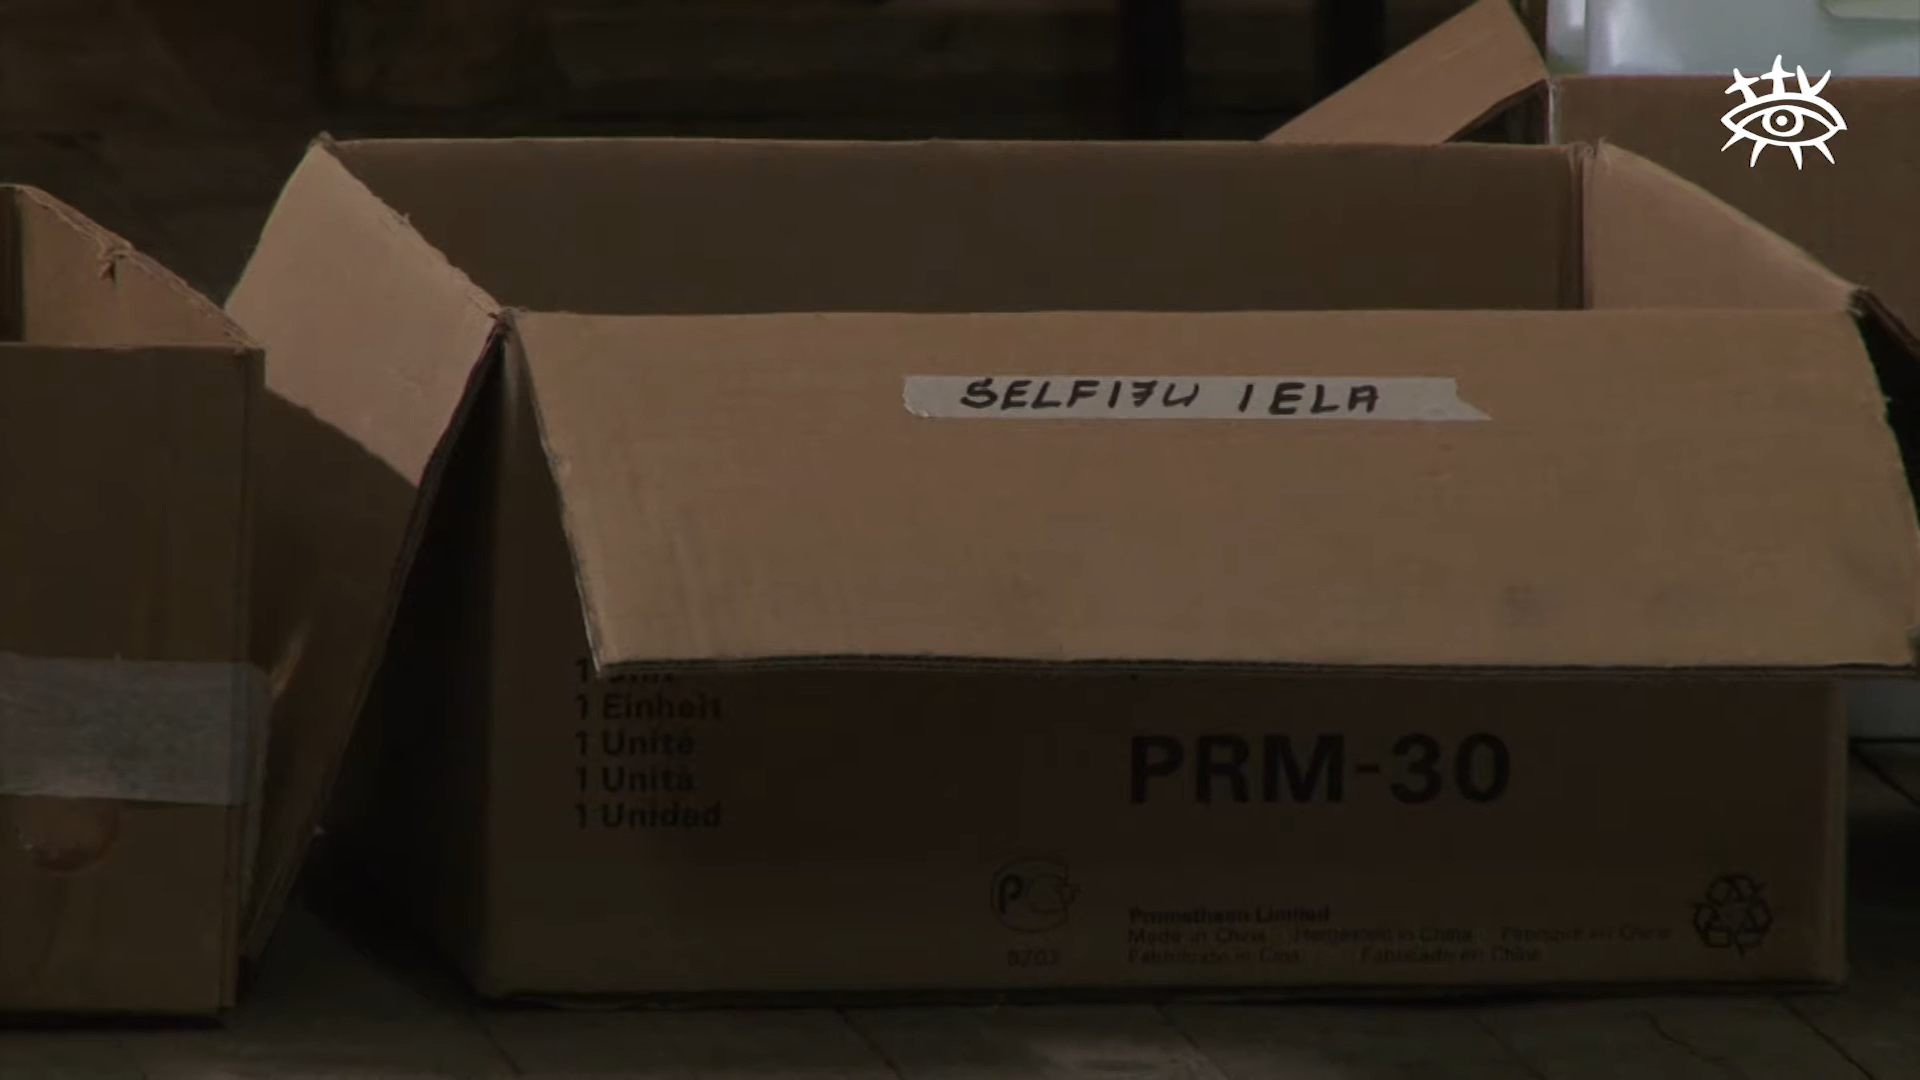 SELFIJU IELA
1 Einheit
1 Unité
1 Unità
1 Unidad
PRM-30
Promethean Limited
Made in China Hergestellt in China Fabriqué en Chine
Fabbricato in Cina Fabricado en China